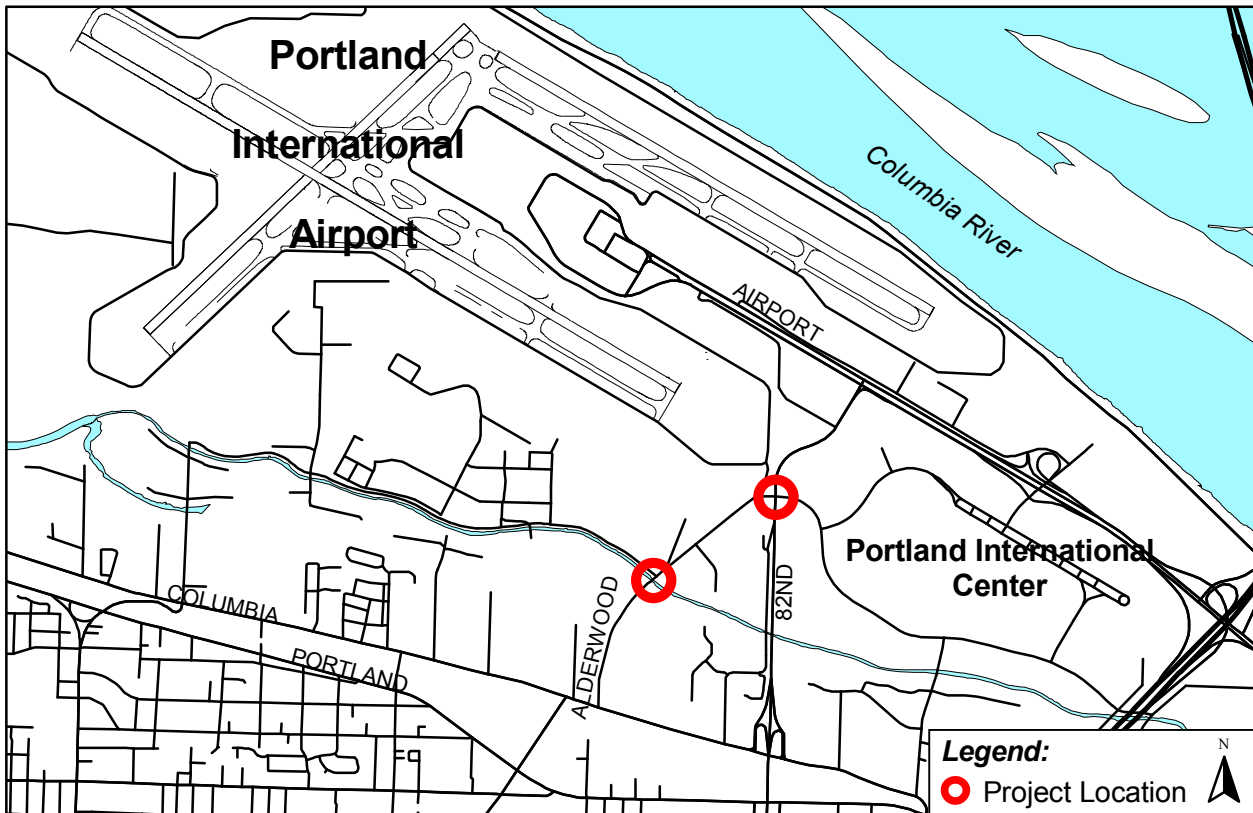 Portland
International
Airport
Columbia River
AIRPORT
Portland International
Center
82ND
ALDERWOOD
COLUMBIA
PORTLAND
Legend:
Project Location
N